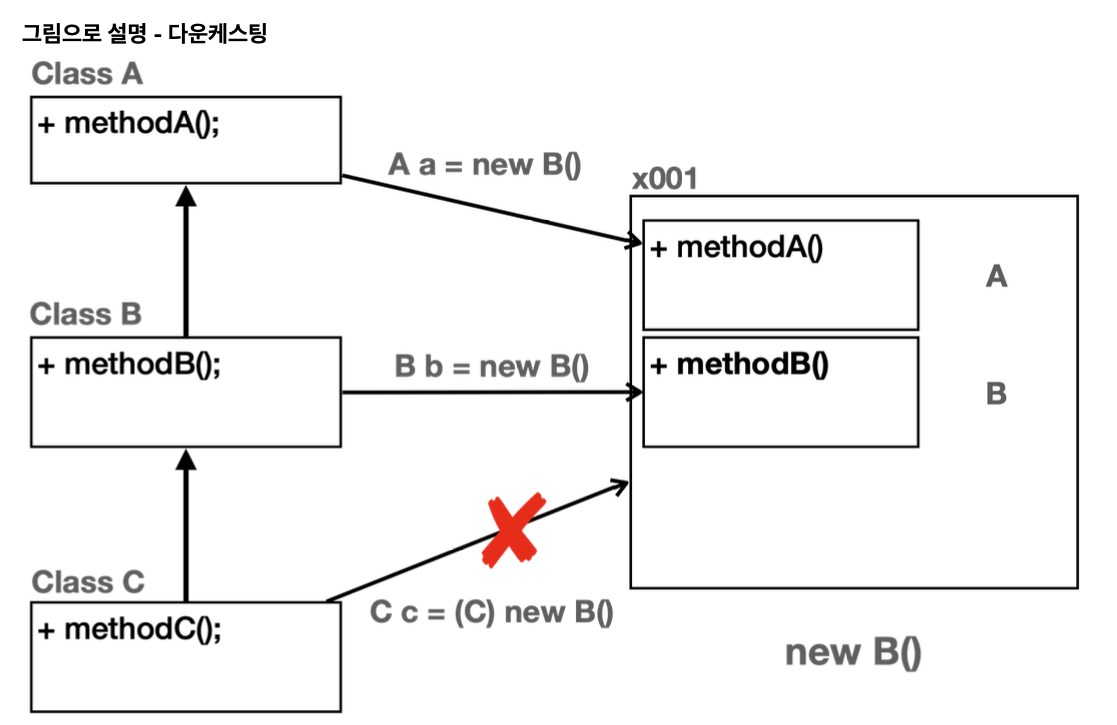 그림으로 설명 - 다운케스팅
Class A
+ methodA();
A a = new B()
x001
+ methodA()
A
Class B
+ methodB();
B b = new B()
+ methodB()
B
Class C
+ methodC();
C c = (C) new B()
new B()